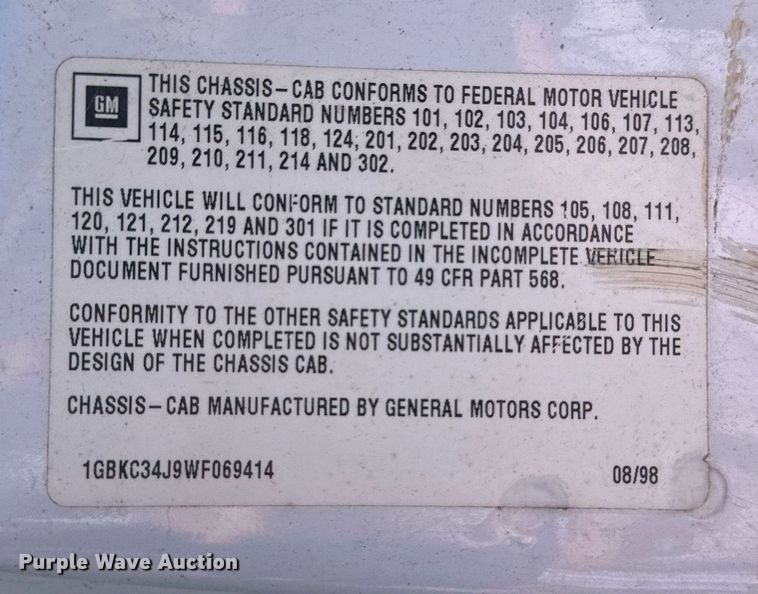 GM
THIS CHASSIS-CAB CONFORMS TO FEDERAL MOTOR VEHICLE
SAFETY STANDARD NUMBERS 101, 102, 103, 104, 106, 107, 113,
114, 115, 116, 118, 124, 201, 202, 203, 204, 205, 206, 207, 208,
209, 210, 211, 214 AND 302.
THIS VEHICLE WILL CONFORM TO STANDARD NUMBERS 105, 108, 111,
120, 121, 212, 219 AND 301 IF IT IS COMPLETED IN ACCORDANCE
WITH THE INSTRUCTIONS CONTAINED IN THE INCOMPLETE VEHICLE
DOCUMENT FURNISHED PURSUANT TO 49 CFR PART 568.
CONFORMITY TO THE OTHER SAFETY STANDARDS APPLICABLE TO THIS
VEHICLE WHEN COMPLETED IS NOT SUBSTANTIALLY AFFECTED BY THE
DESIGN OF THE CHASSIS CAB.
CHASSIS-CAB MANUFACTURED BY GENERAL MOTORS CORP.
1GBKC34J9WF069414 08/98
Purple Wave Auction